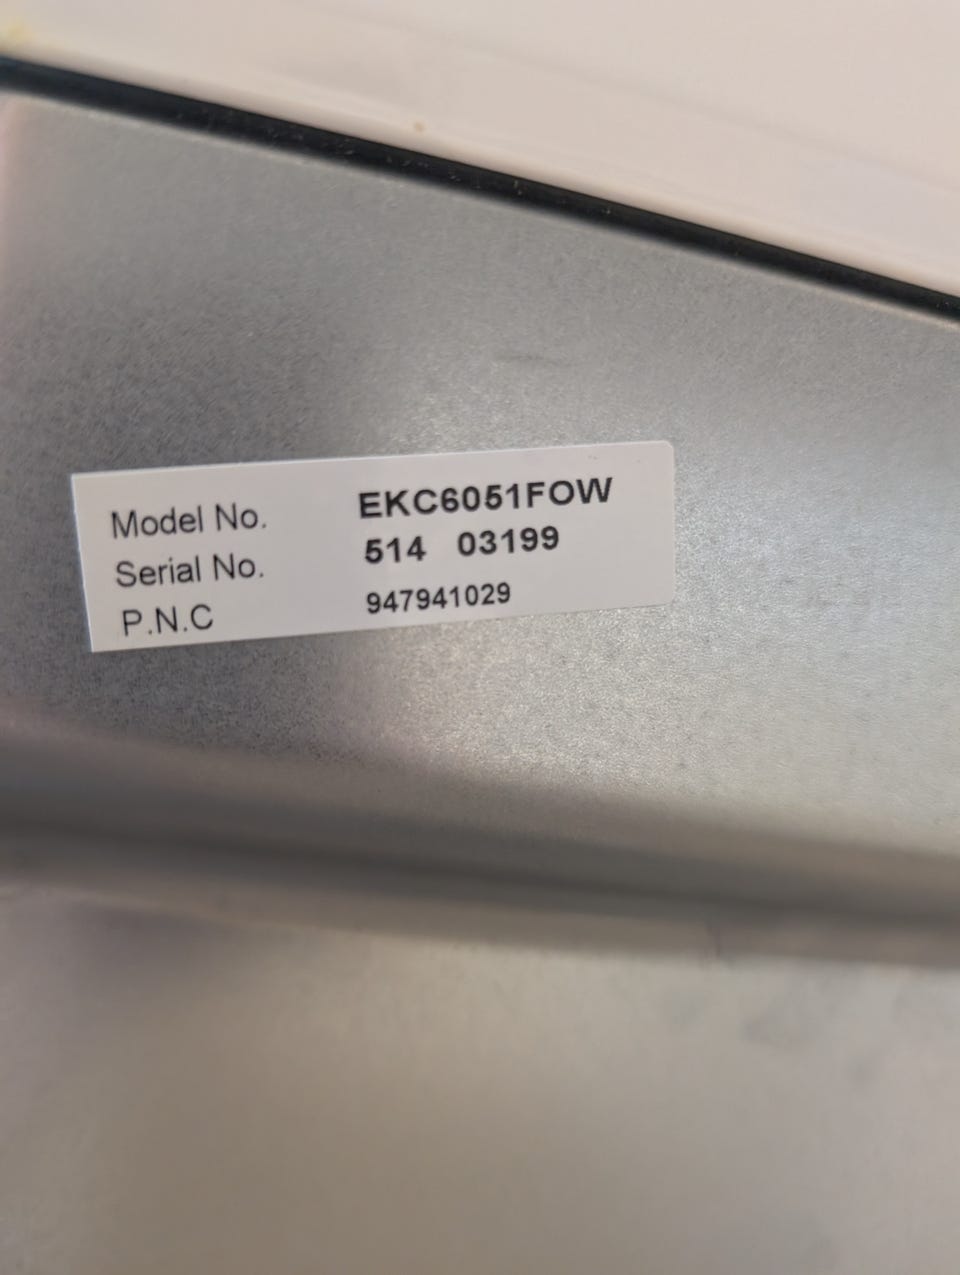 Model No. EKC6051FOW
Serial No. 514 03199
P.N.C 947941029